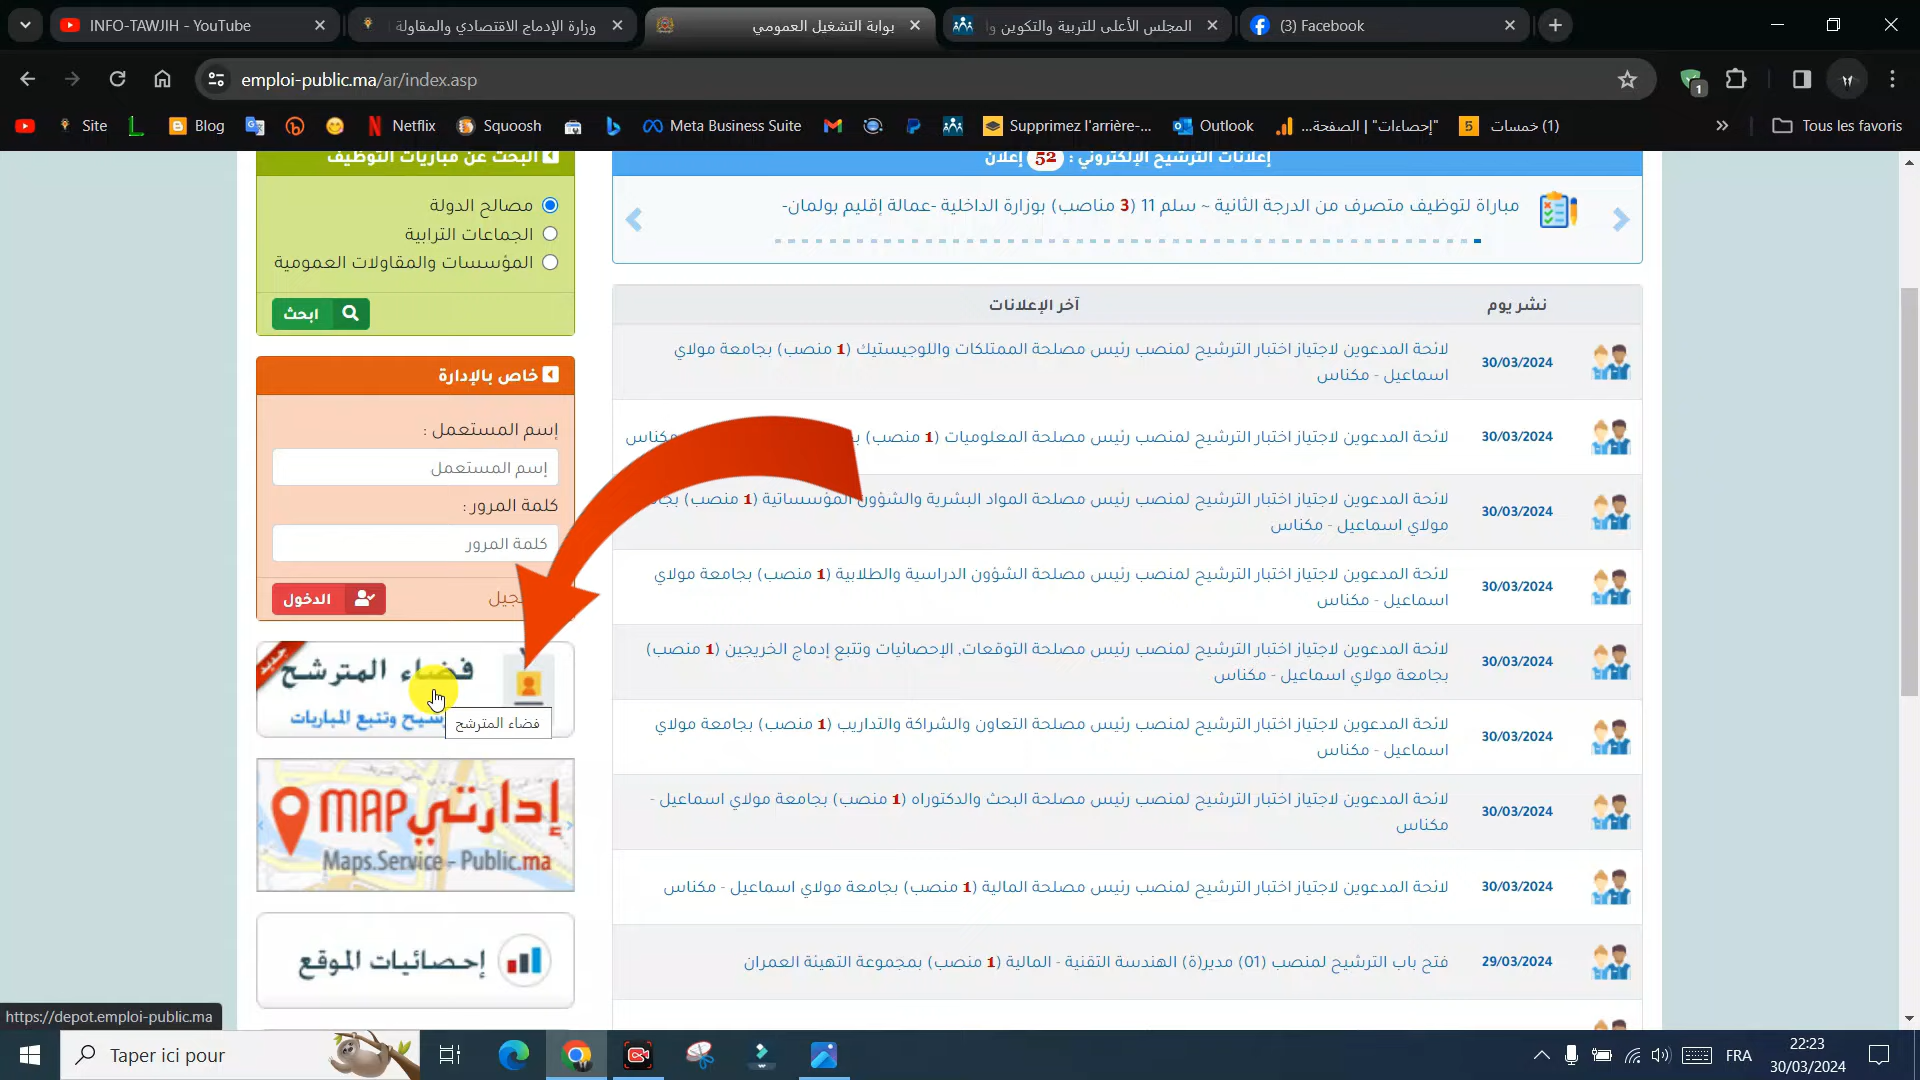 INFO-TAWJIH - YouTube
وزارة الإدماج الاقتصادي والمقاولة
بوابة التشغيل العمومي
المجلس الأعلى للتربية والتكوين و
(3) Facebook
emploi-public.ma/ar/index.asp
1
Site
Blog
Netflix
Squoosh
Meta Business Suite
Supprimez l'arrière-...
Outlook
"إحصاءات" | الصفحة...
5
(1) خمسات
Tous les favoris
البحث عن مباريات التوظيف
مصالح الدولة
الجماعات الترابية
المؤسسات والمقاولات العمومية
ابحث
خاص بالإدارة
إسم المستعمل :
إسم المستعمل
كلمة المرور :
كلمة المرور
الدخول
جديد
فضاء المترشح
وتتبع المباريات
فضاء المترشح
إدارتي MAP
Maps.Service - Public.ma
إحصائيات الموقع
إعلانات الترشيح الإلكتروني : 52 إعلان
مباراة لتوظيف متصرف من الدرجة الثانية ~ سلم 11 (3 مناصب) بوزارة الداخلية -عمالة إقليم بولمان-
نشر يوم
آخر الإعلانات
30/03/2024
لائحة المدعوين لاجتياز اختبار الترشيح لمنصب رئيس مصلحة الممتلكات واللوجيستيك (1 منصب) بجامعة مولاي
اسماعيل - مكناس
30/03/2024
لائحة المدعوين لاجتياز اختبار الترشيح لمنصب رئيس مصلحة المعلوميات (1 منصب) مكناس
30/03/2024
لائحة المدعوين لاجتياز اختبار الترشيح لمنصب رئيس مصلحة المواد البشرية والشؤون المؤسساتية (1 منصب)
مولاي اسماعيل - مكناس
30/03/2024
لائحة المدعوين لاجتياز اختبار الترشيح لمنصب رئيس مصلحة الشؤون الدراسية والطلابية (1 منصب) بجامعة مولاي
اسماعيل - مكناس
30/03/2024
لائحة المدعوين لاجتياز اختبار الترشيح لمنصب رئيس مصلحة التوقعات, الإحصائيات وتتبع إدماج الخريجين (1 منصب)
بجامعة مولاي اسماعيل - مكناس
30/03/2024
لائحة المدعوين لاجتياز اختبار الترشيح لمنصب رئيس مصلحة التعاون والشراكة والتداريب (1 منصب) بجامعة مولاي
اسماعيل - مكناس
30/03/2024
لائحة المدعوين لاجتياز اختبار الترشيح لمنصب رئيس مصلحة البحث والدكتوراه (1 منصب) بجامعة مولاي اسماعيل -
مكناس
30/03/2024
لائحة المدعوين لاجتياز اختبار الترشيح لمنصب رئيس مصلحة المالية (1 منصب) بجامعة مولاي اسماعيل - مكناس
29/03/2024
فتح باب الترشيح لمنصب (01) مدير(ة) الهندسة التقنية - المالية (1 منصب) بمجموعة التهيئة العمران
https://depot.emploi-public.ma
Taper ici pour
FRA
22:23
30/03/2024